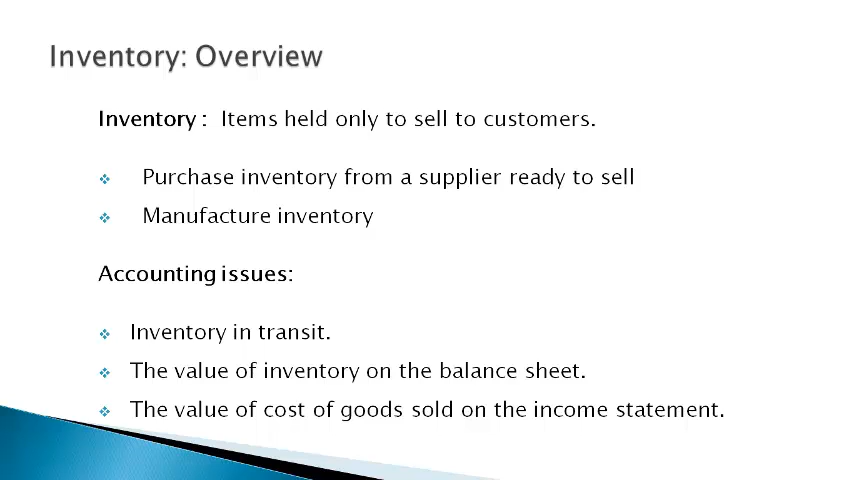 Inventory: Overview
Inventory : Items held only to sell to customers.
Purchase inventory from a supplier ready to sell
Manufacture inventory
Accounting issues:
Inventory in transit.
The value of inventory on the balance sheet.
The value of cost of goods sold on the income statement.